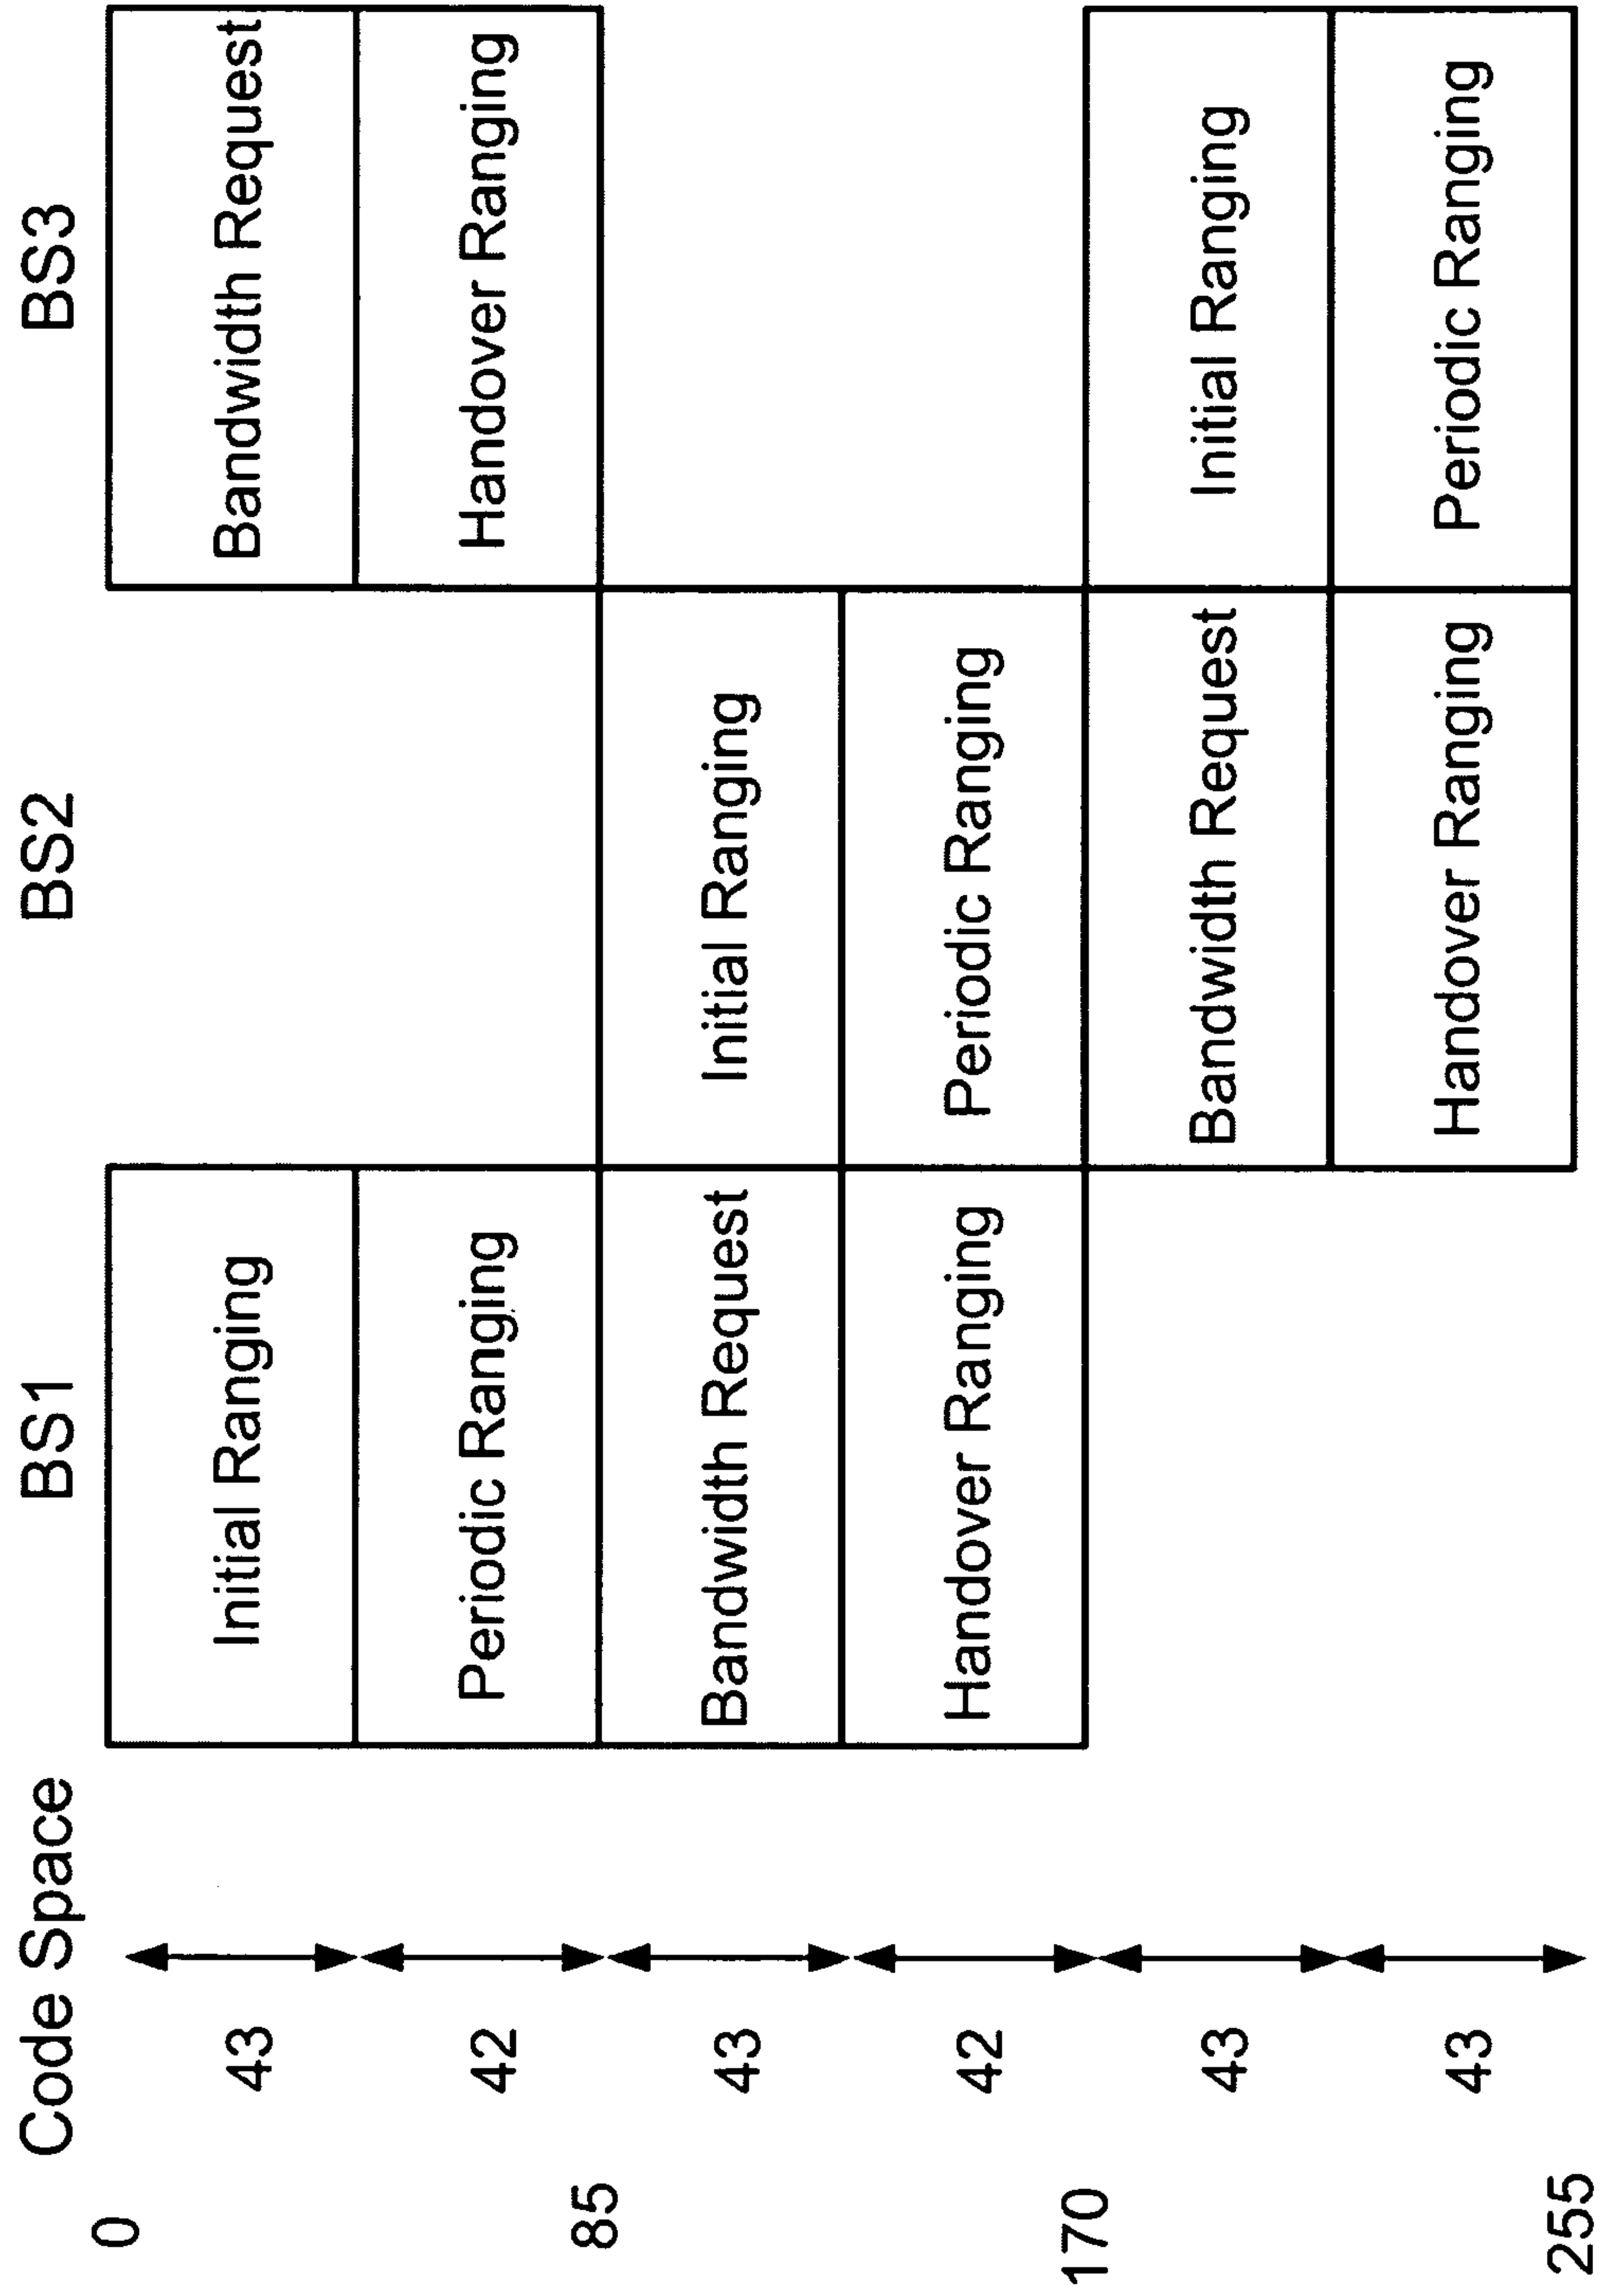 Code Space BS1 BS2 BS3
0
43 Initial Ranging Bandwidth Request
42 Periodic Ranging Handover Ranging
85
43 Bandwidth Request Initial Ranging
42 Handover Ranging Periodic Ranging
170
43 Bandwidth Request Initial Ranging
43 Handover Ranging Periodic Ranging
255